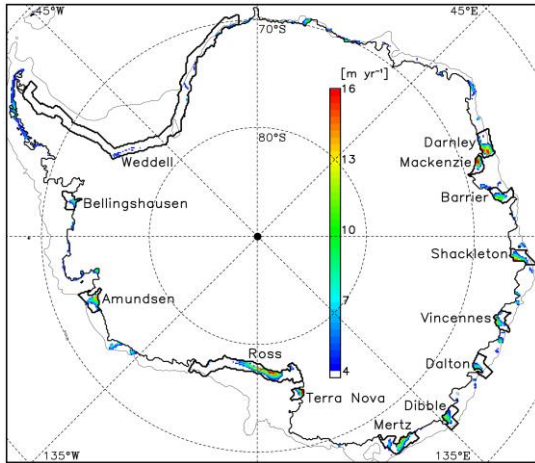 45°W
70°S
45°E
[m yr⁻¹]
16
80°S
13
10
7
4
Darnley
Mackenzie
Weddell
Barrier
Bellingshausen
Shackleton
Amundsen
Vincennes
Ross
Dalton
Terra Nova
Dibble
Mertz
135°W
135°E